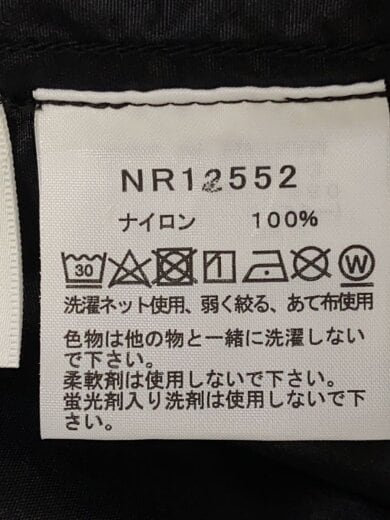 NR12552
ナイロン 100%
30 W
洗濯ネット使用、弱く絞る、あて布使用
色物は他の物と一緒に洗濯しない
で下さい。
柔軟剤は使用しないで下さい。
蛍光剤入り洗剤は使用しないで下
さい。